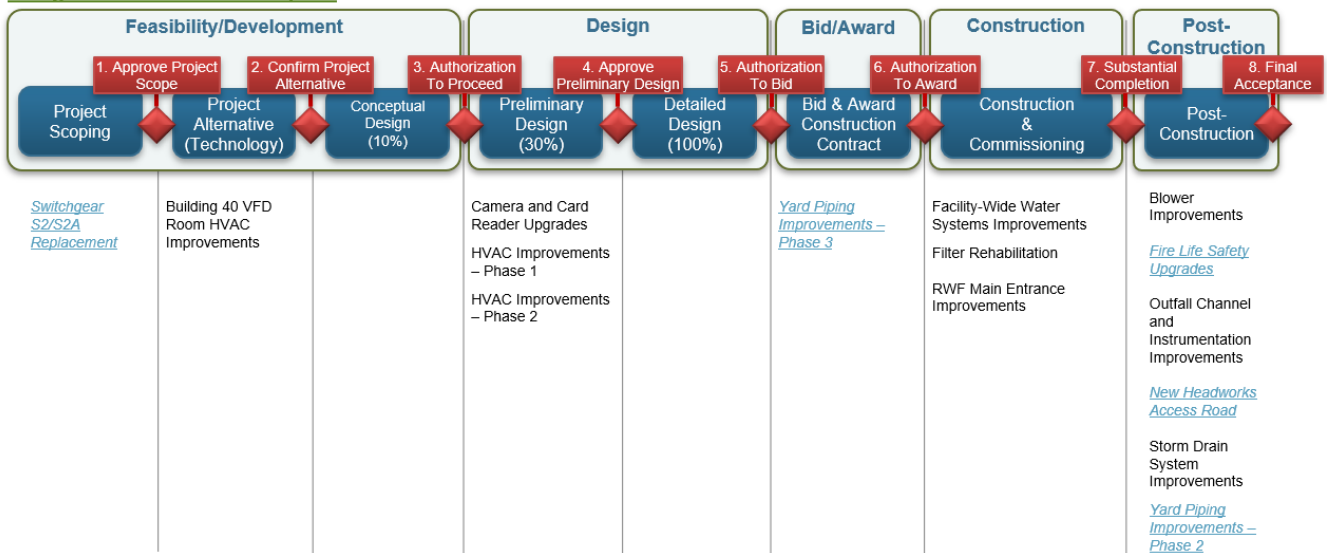 Feasibility/Development
Design
Bid/Award
Construction
Post-
Construction
1. Approve Project
Scope
2. Confirm Project
Alternative
3. Authorization
To Proceed
4. Approve
Preliminary Design
5. Authorization
To Bid
6. Authorization
To Award
7. Substantial
Completion
8. Final
Acceptance
Project
Scoping
Project
Alternative
(Technology)
Conceptual
Design
(10%)
Preliminary
Design
(30%)
Detailed
Design
(100%)
Bid & Award
Construction
Contract
Construction
&
Commissioning
Post-
Construction
Switchgear
S2/S2A
Replacement
Building 40 VFD
Room HVAC
Improvements
Camera and Card
Reader Upgrades
HVAC Improvements
– Phase 1
HVAC Improvements
– Phase 2
Yard Piping
Improvements –
Phase 3
Facility-Wide Water
Systems Improvements
Filter Rehabilitation
RWF Main Entrance
Improvements
Blower
Improvements
Fire Life Safety
Upgrades
Outfall Channel
and
Instrumentation
Improvements
New Headworks
Access Road
Storm Drain
System
Improvements
Yard Piping
Improvements –
Phase 2